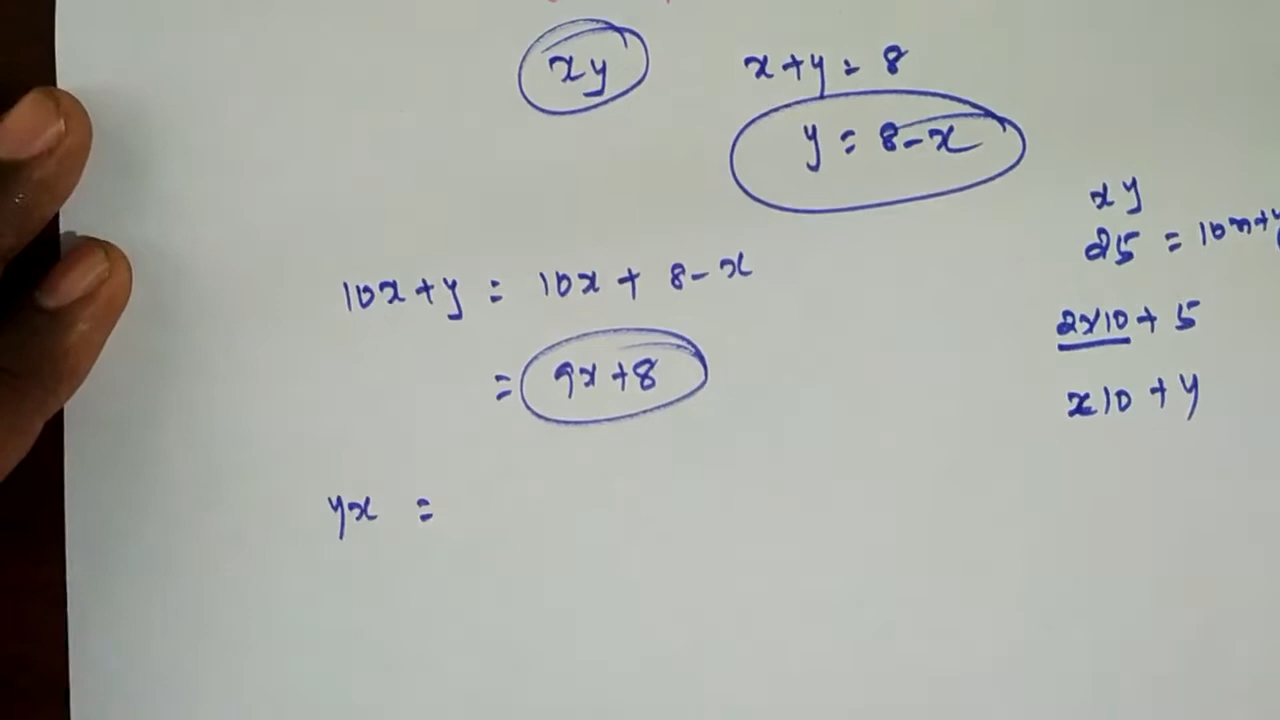 xy
x+y = 8
y = 8-x
xy
25 = 10x+y
10x+y = 10x + 8-x
2x10 + 5
= 9x+8
x10 + y
yx =